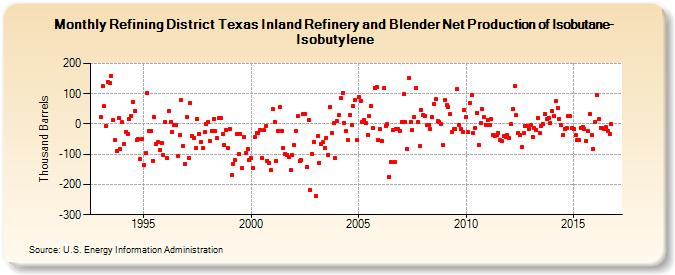 Monthly Refining District Texas Inland Refinery and Blender Net Production of Isobutane-
Isobutylene
Thousand Barrels
200
100
0
-100
-200
-300
1995
2000
2005
2010
2015
Source: U.S. Energy Information Administration